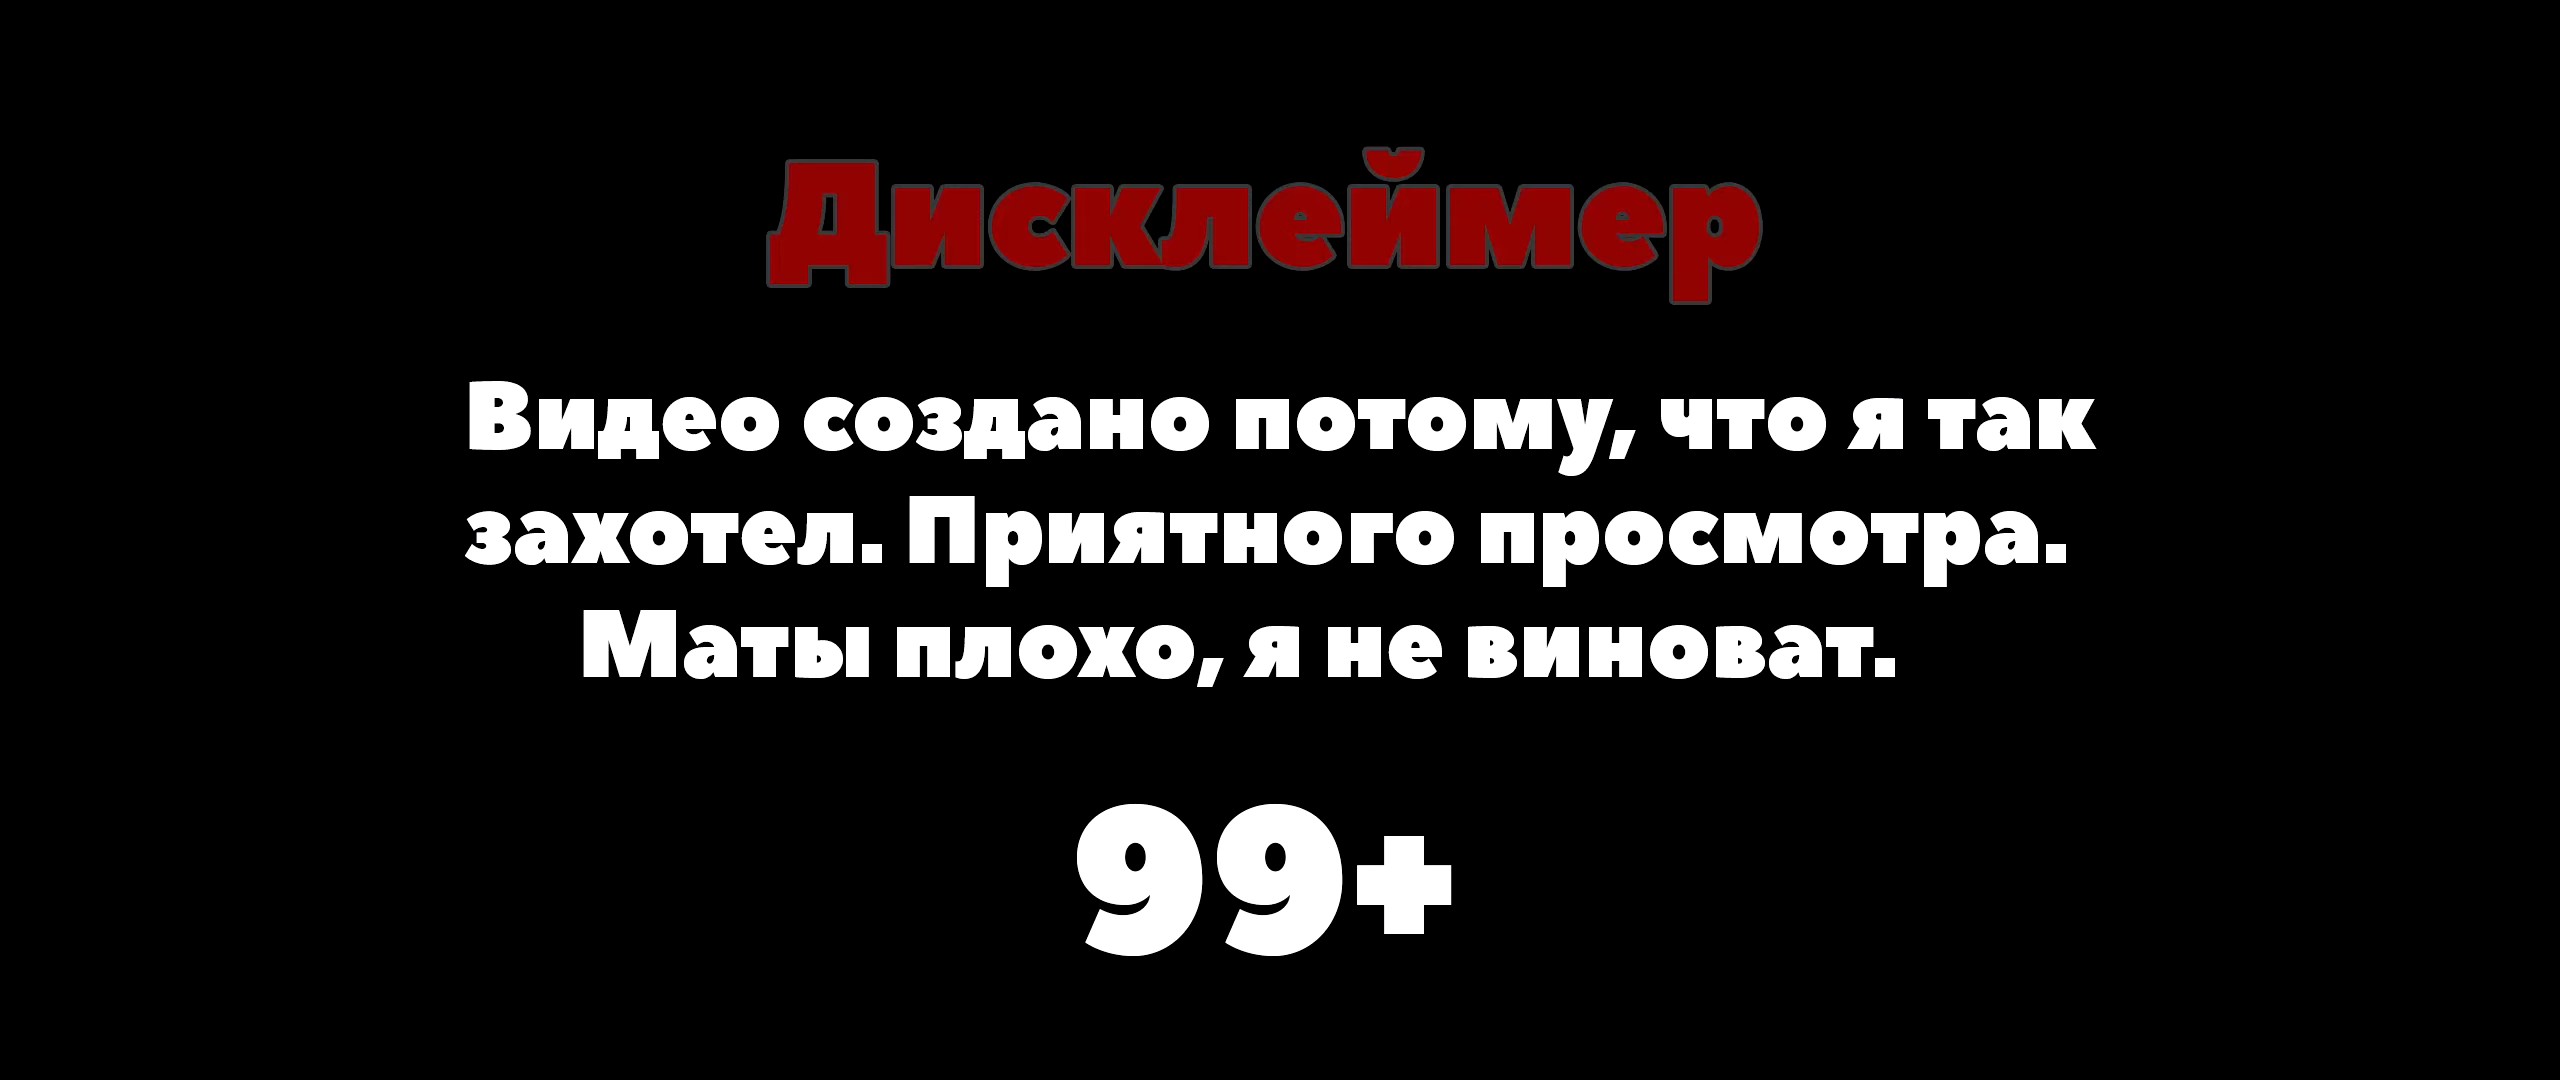 Дисклеймер
Видео создано потому, что я так
захотел. Приятного просмотра.
Маты плохо, я не виноват.
99+